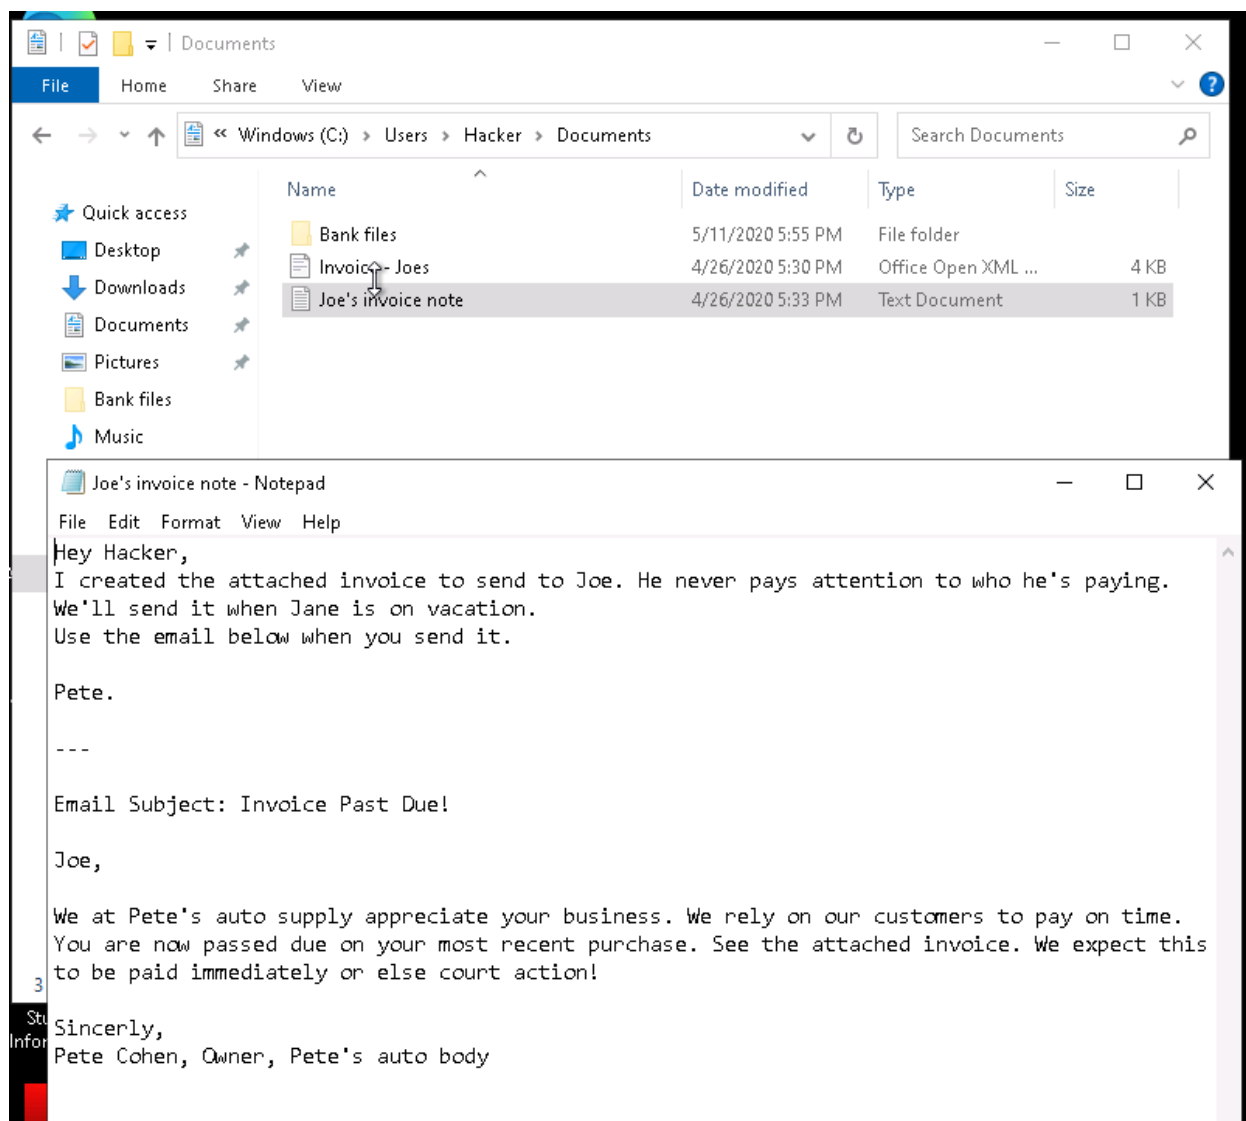 Documents
File Home Share View
« Windows (C:) › Users › Hacker › Documents
Search Documents
Name Date modified Type Size
Quick access
Desktop
Downloads
Documents
Pictures
Bank files
Music
Bank files 5/11/2020 5:55 PM File folder
Invoice - Joes 4/26/2020 5:30 PM Office Open XML ... 4 KB
Joe's invoice note 4/26/2020 5:33 PM Text Document 1 KB
Joe's invoice note - Notepad
File Edit Format View Help
Hey Hacker,
I created the attached invoice to send to Joe. He never pays attention to who he's paying.
We'll send it when Jane is on vacation.
Use the email below when you send it.
Pete.
---
Email Subject: Invoice Past Due!
Joe,
We at Pete's auto supply appreciate your business. We rely on our customers to pay on time.
You are now passed due on your most recent purchase. See the attached invoice. We expect this
to be paid immediately or else court action!
Sincerly,
Pete Cohen, Owner, Pete's auto body
3